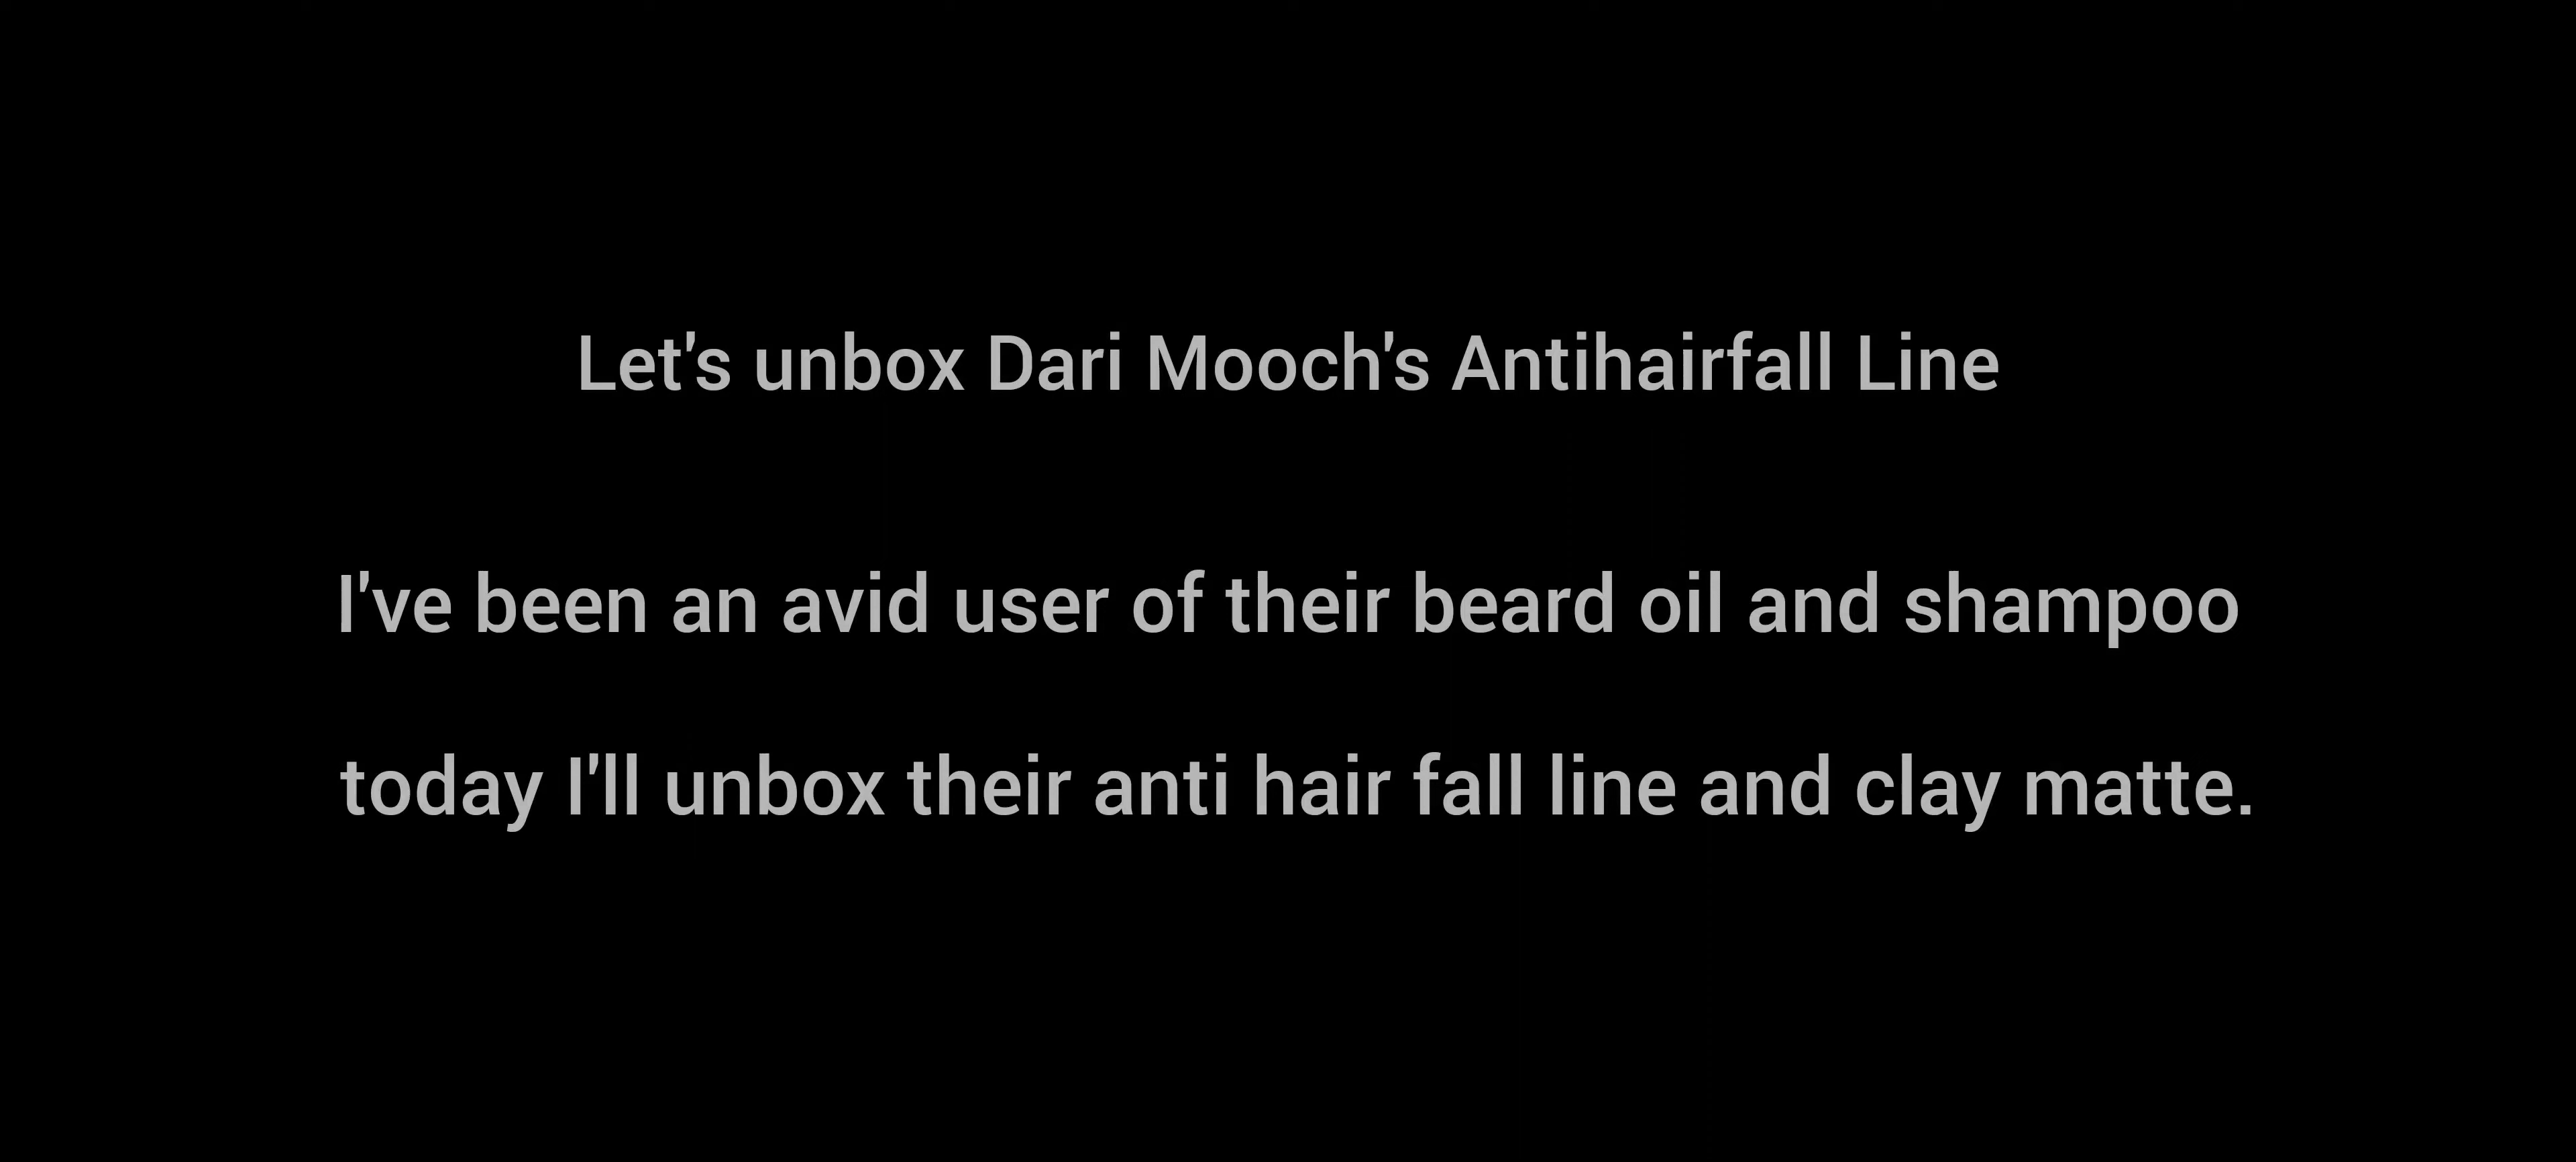 Let's unbox Dari Mooch's Antihairfall Line
I've been an avid user of their beard oil and shampoo
today I'll unbox their anti hair fall line and clay matte.